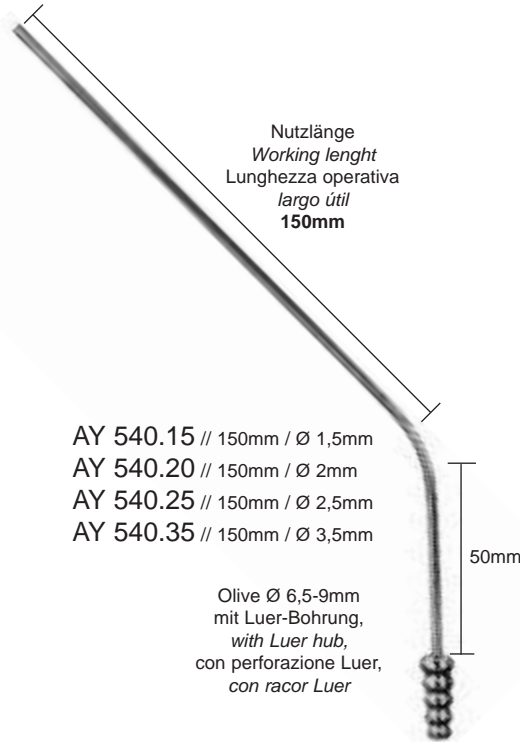 Nutzlänge
Working lenght
Lunghezza operativa
largo útil
150mm
AY 540.15 // 150mm / Ø 1,5mm
AY 540.20 // 150mm / Ø 2mm
AY 540.25 // 150mm / Ø 2,5mm
AY 540.35 // 150mm / Ø 3,5mm
50mm
Olive Ø 6,5-9mm
mit Luer-Bohrung,
with Luer hub,
con perforazione Luer,
con racor Luer